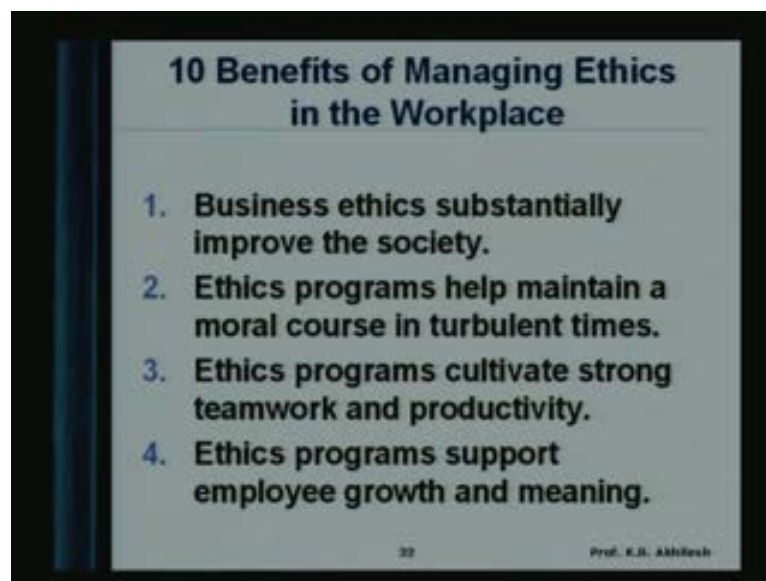 10 Benefits of Managing Ethics
in the Workplace
1. Business ethics substantially
improve the society.
2. Ethics programs help maintain a
moral course in turbulent times.
3. Ethics programs cultivate strong
teamwork and productivity.
4. Ethics programs support
employee growth and meaning.
32
Prof. K.B. Akhilesh